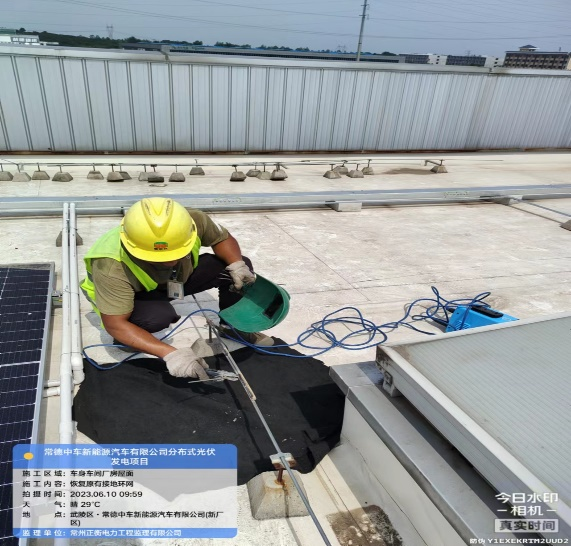 常德中车新能源汽车有限公司分布式光伏
发电项目
施工区域：车身车间厂房屋面
施工内容：恢复原有接地环网
拍摄时间：2023.06.10 09:59
天　　气：晴 29℃
地　　点：武陵区·常德中车新能源汽车有限公司(新厂
区)
监理单位：常州正衡电力工程监理有限公司
今日水印
-相机-
真实时间
防伪 Y1EXEKRTM2UUD2